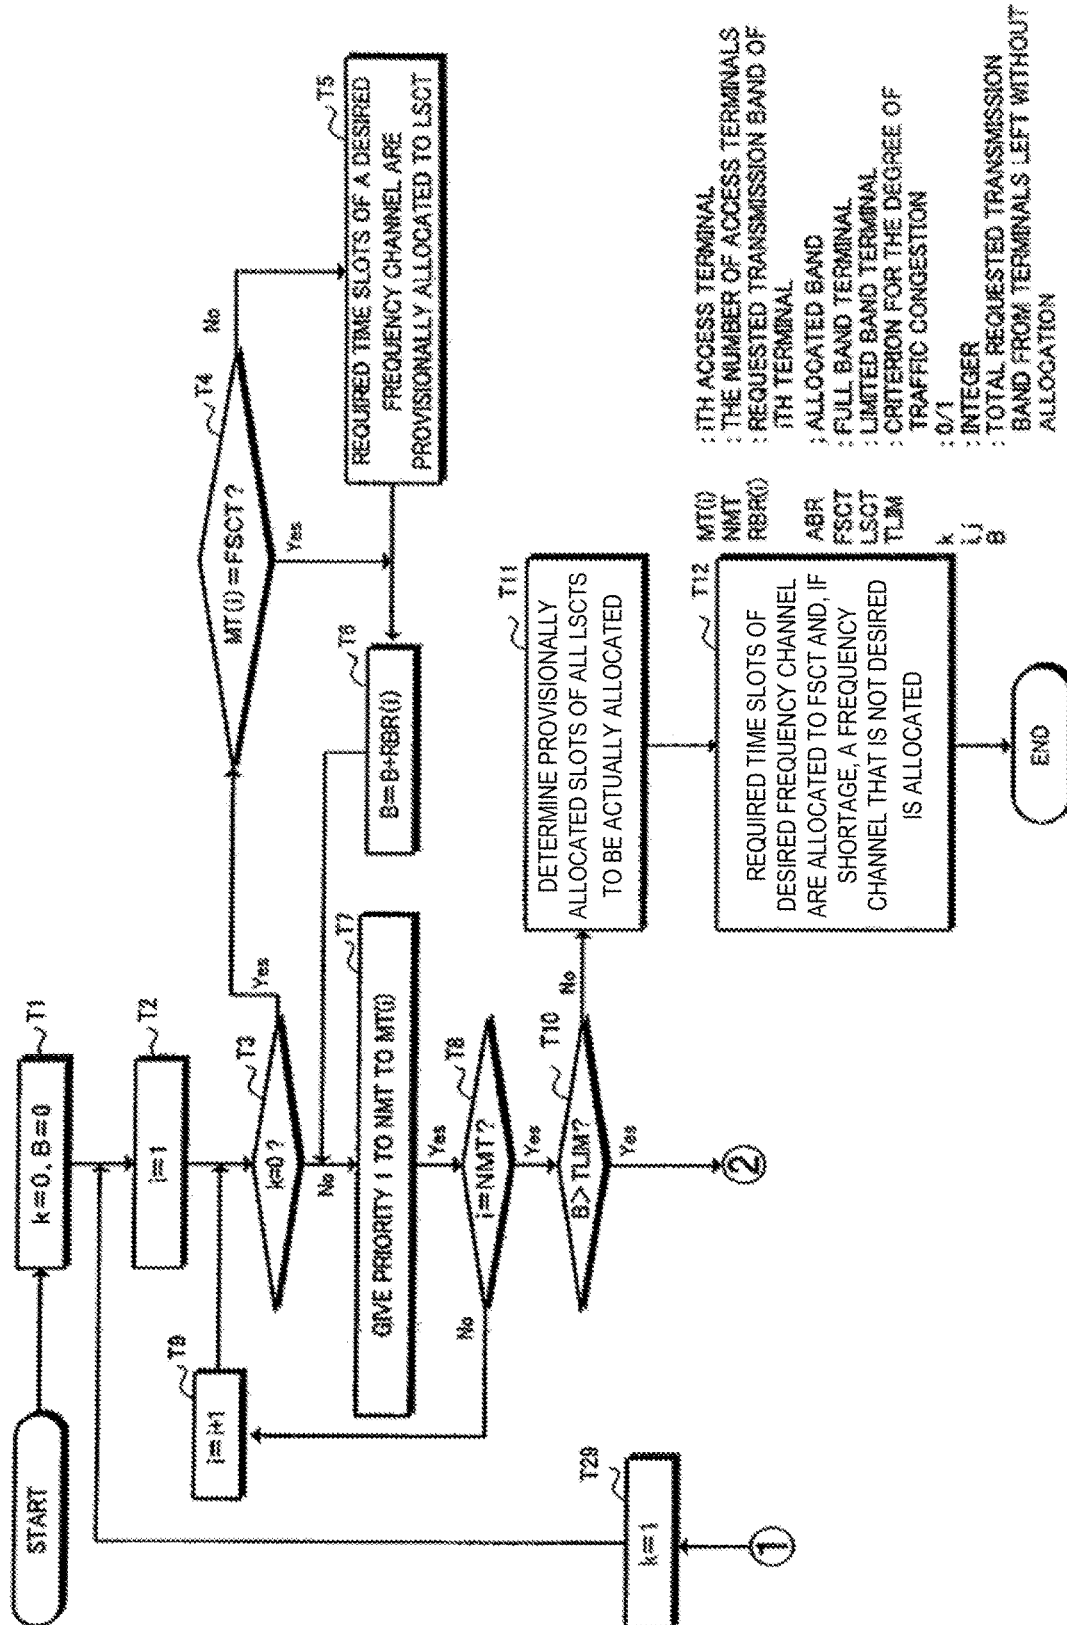 START
k=0, B=0
T1
i=1
T2
T9
i=i+1
k=0 ?
T3
Yes
No
MT(i)=FSCT ?
T4
No
Yes
T5
REQUIRED TIME SLOTS OF A DESIRED
FREQUENCY CHANNEL ARE
PROVISIONALLY ALLOCATED TO LSCT
T6
B=B+RBR(i)
T7
GIVE PRIORITY 1 TO NMT TO MT(i)
T8
i=NMT?
Yes
No
T10
B>TLIM?
No
Yes
②
T29
k=1
①
T11
DETERMINE PROVISIONALLY
ALLOCATED SLOTS OF ALL LSCTS
TO BE ACTUALLY ALLOCATED
T12
REQUIRED TIME SLOTS OF
DESIRED FREQUENCY CHANNEL
ARE ALLOCATED TO FSCT AND, IF
SHORTAGE, A FREQUENCY
CHANNEL THAT IS NOT DESIRED
IS ALLOCATED
END
MT(i) : iTH ACCESS TERMINAL
NMT : THE NUMBER OF ACCESS TERMINALS
RBR(i) : REQUESTED TRANSMISSION BAND OF
iTH TERMINAL
ABR ; ALLOCATED BAND
FSCT : FULL BAND TERMINAL
LSCT : LIMITED BAND TERMINAL
TLIM : CRITERION FOR THE DEGREE OF
TRAFFIC CONGESTION
k : 0/1
i,j : INTEGER
B : TOTAL REQUESTED TRANSMISSION
BAND FROM TERMINALS LEFT WITHOUT
ALLOCATION